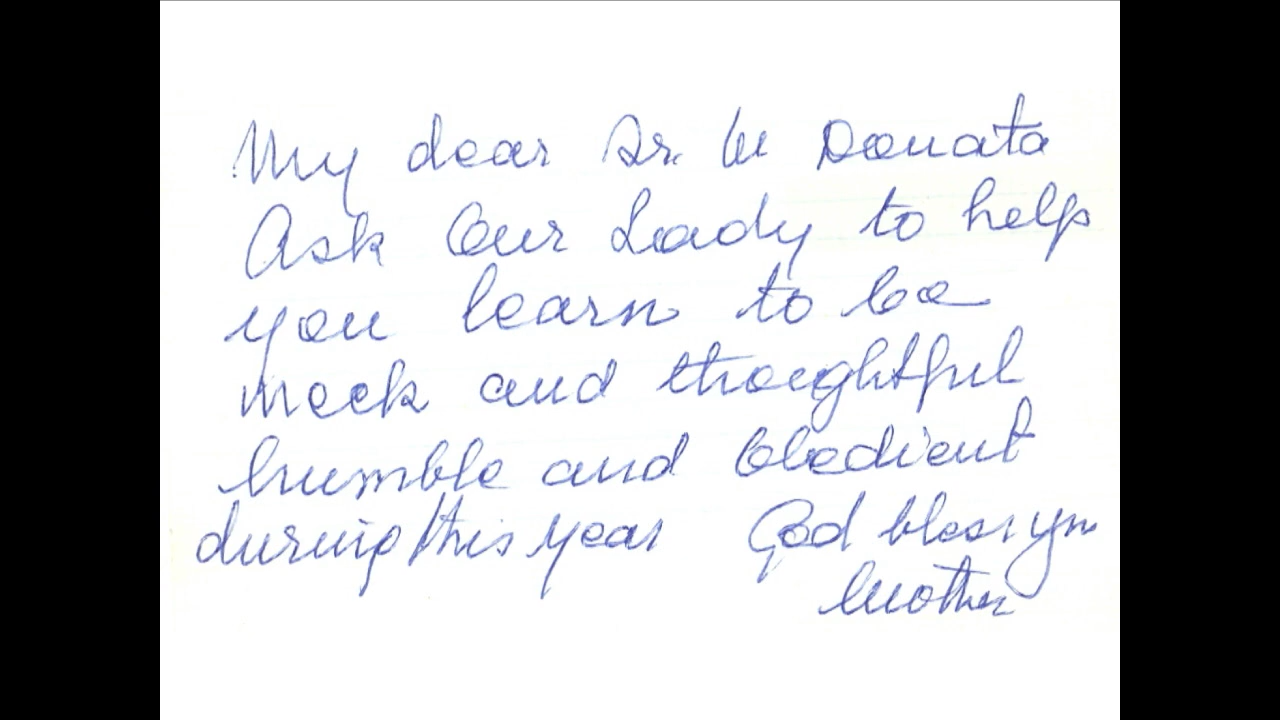 My dear Sr. M Donata
Ask Our Lady to help
you learn to be
meek and thoughtful
humble and Obedient
during this year God bless you
Mother